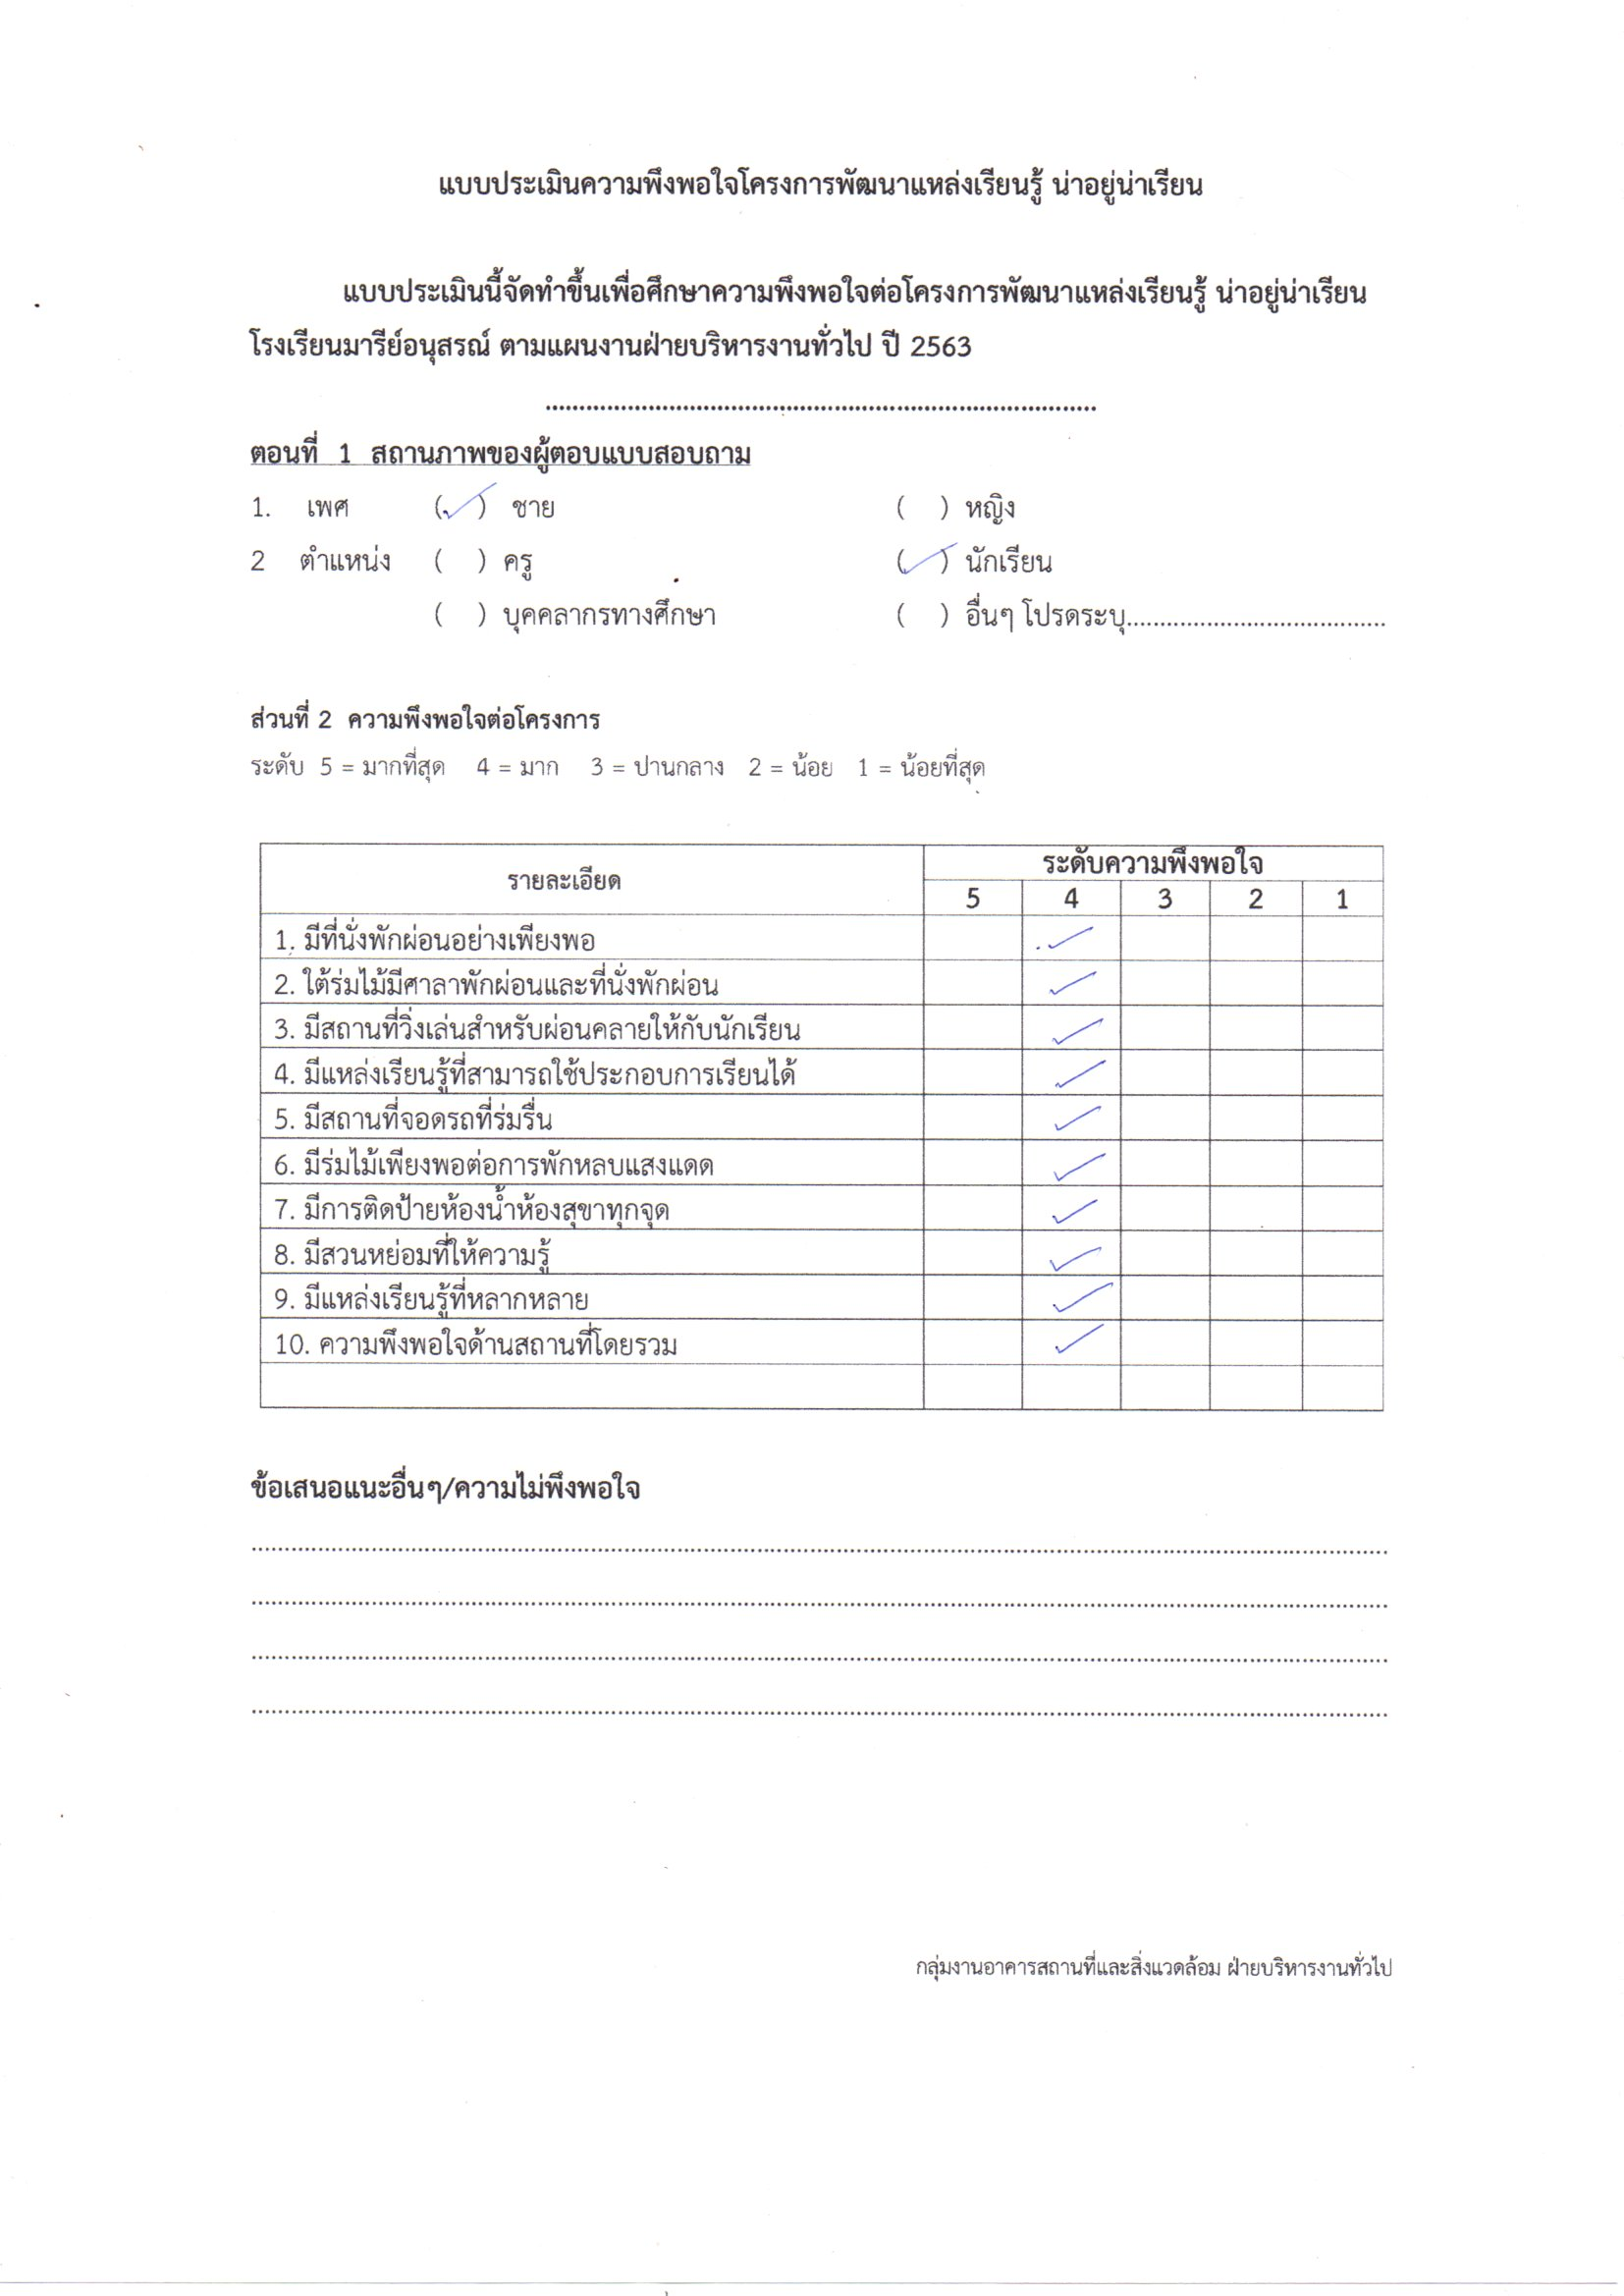 แบบประเมินความพึงพอใจโครงการพัฒนาแหล่งเรียนรู้ น่าอยู่น่าเรียน
แบบประเมินนี้จัดทำขึ้นเพื่อศึกษาความพึงพอใจต่อโครงการพัฒนาแหล่งเรียนรู้ น่าอยู่น่าเรียน
โรงเรียนมารีย์อนุสรณ์ ตามแผนงานฝ่ายบริหารงานทั่วไป ปี 2563
................................................................................
ตอนที่ 1 สถานภาพของผู้ตอบแบบสอบถาม
1. เพศ (✓) ชาย ( ) หญิง
2 ตำแหน่ง ( ) ครู (✓) นักเรียน
( ) บุคคลากรทางศึกษา ( ) อื่นๆ โปรดระบุ.......................................
ส่วนที่ 2 ความพึงพอใจต่อโครงการ
ระดับ 5 = มากที่สุด 4 = มาก 3 = ปานกลาง 2 = น้อย 1 = น้อยที่สุด
รายละเอียด ระดับความพึงพอใจ
5 4 3 2 1
1. มีที่นั่งพักผ่อนอย่างเพียงพอ ✓
2. ใต้ร่มไม้มีศาลาพักผ่อนและที่นั่งพักผ่อน ✓
3. มีสถานที่วิ่งเล่นสำหรับผ่อนคลายให้กับนักเรียน ✓
4. มีแหล่งเรียนรู้ที่สามารถใช้ประกอบการเรียนได้ ✓
5. มีสถานที่จอดรถที่ร่มรื่น ✓
6. มีร่มไม้เพียงพอต่อการพักหลบแสงแดด ✓
7. มีการติดป้ายห้องน้ำห้องสุขาทุกจุด ✓
8. มีสวนหย่อมที่ให้ความรู้ ✓
9. มีแหล่งเรียนรู้ที่หลากหลาย ✓
10. ความพึงพอใจด้านสถานที่โดยรวม ✓
ข้อเสนอแนะอื่นๆ/ความไม่พึงพอใจ
กลุ่มงานอาคารสถานที่และสิ่งแวดล้อม ฝ่ายบริหารงานทั่วไป